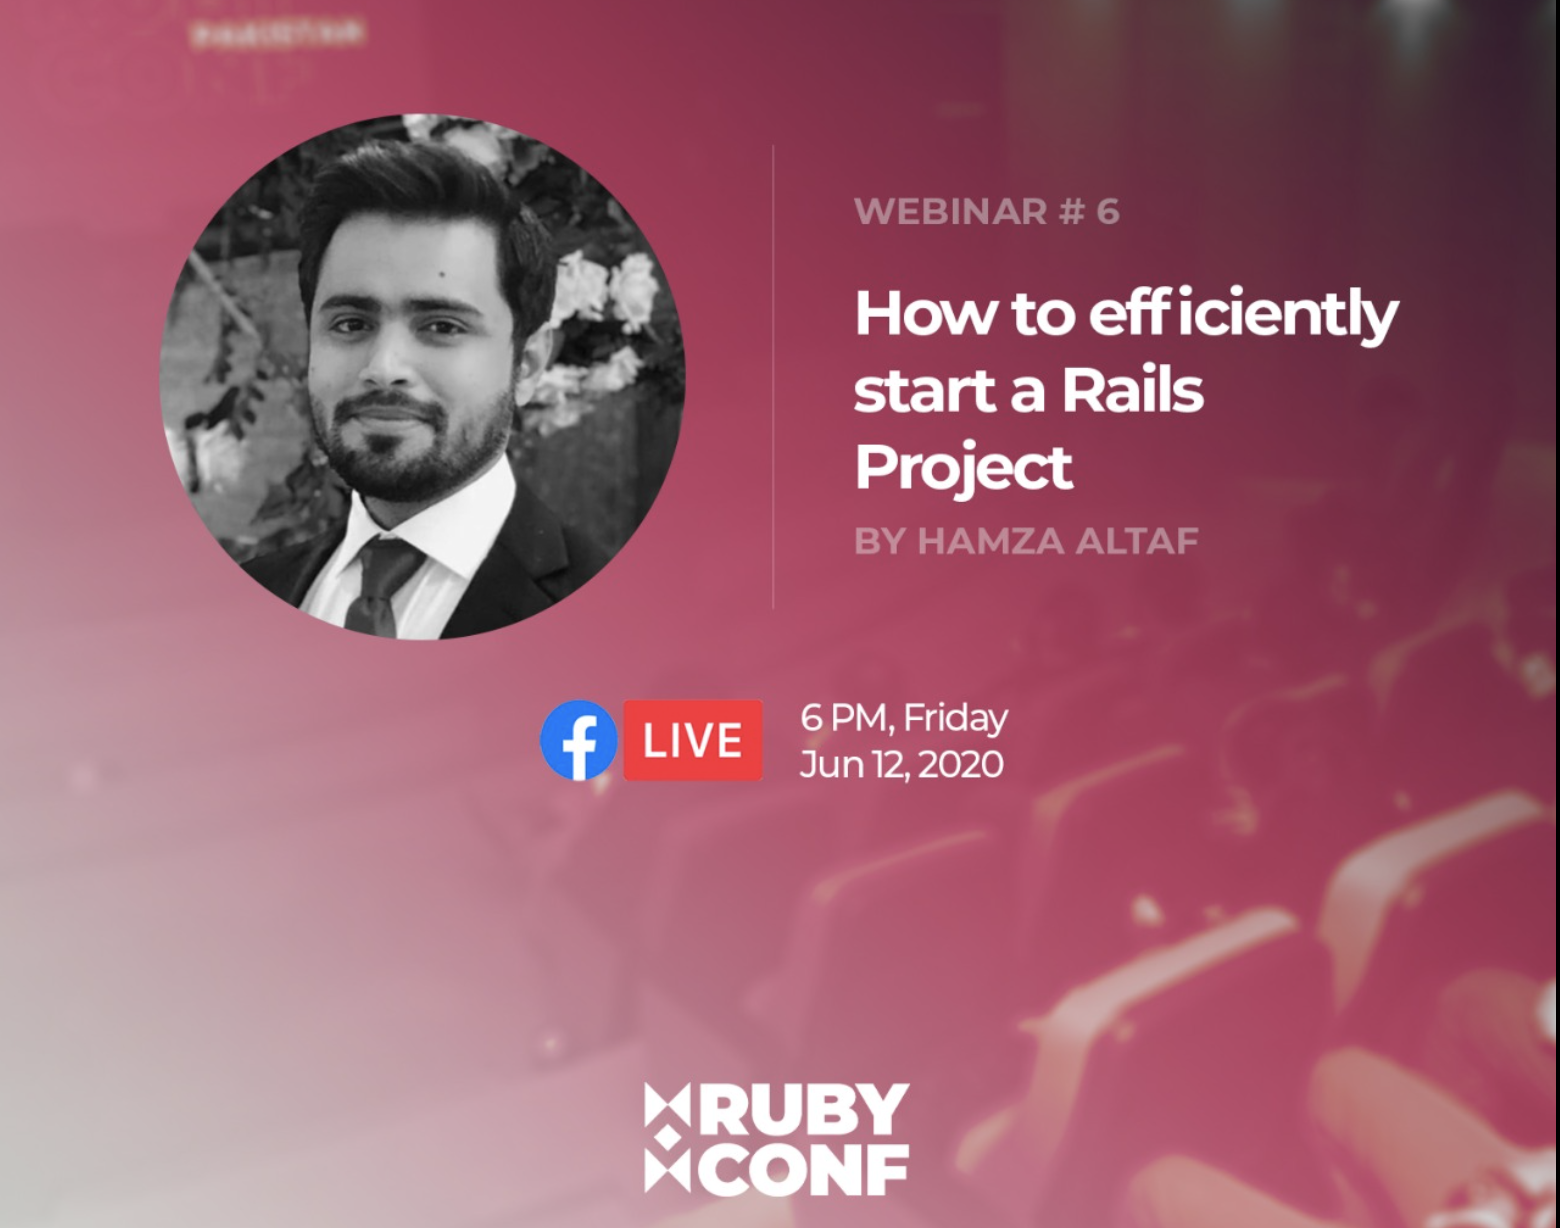 PAKISTAN
WEBINAR # 6
How to efficiently
start a Rails
Project
BY HAMZA ALTAF
f LIVE
6 PM, Friday
Jun 12, 2020
RUBY
CONF